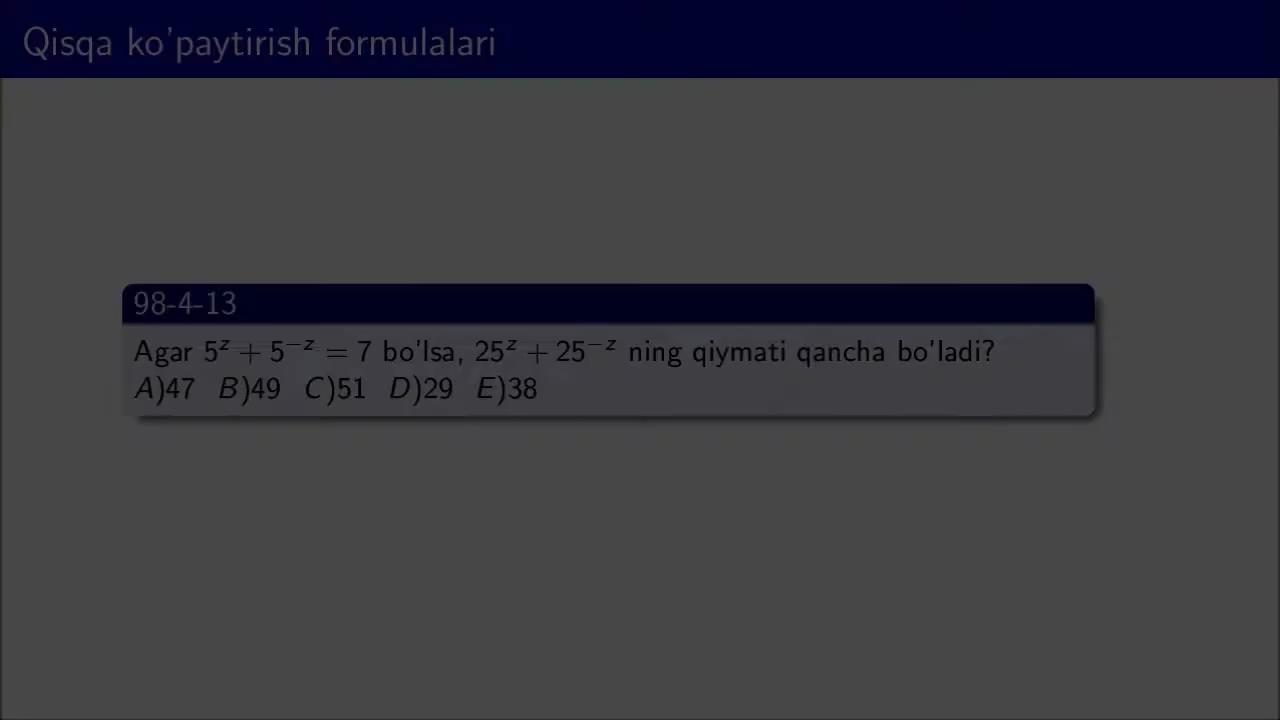 Qisqa ko'paytirish formulalari
98-4-13
Agar 5^z + 5^−z = 7 bo'lsa, 25^z + 25^−z ning qiymati qancha bo'ladi?
A)47 B)49 C)51 D)29 E)38